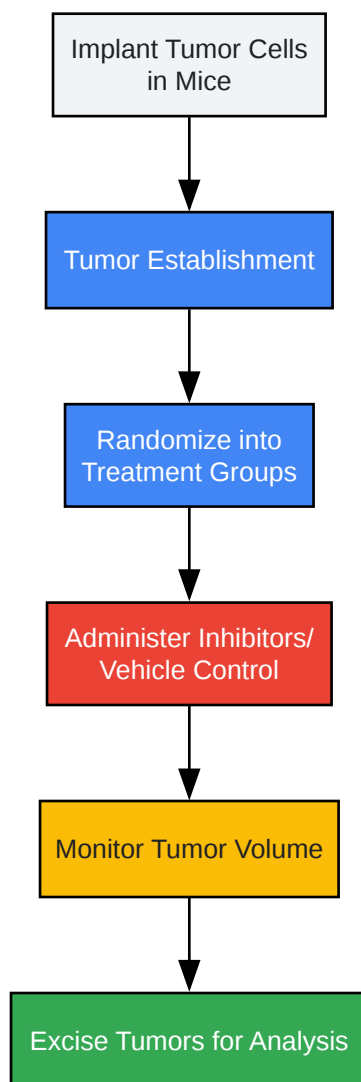 Implant Tumor Cells
in Mice
Tumor Establishment
Randomize into
Treatment Groups
Administer Inhibitors/
Vehicle Control
Monitor Tumor Volume
Excise Tumors for Analysis